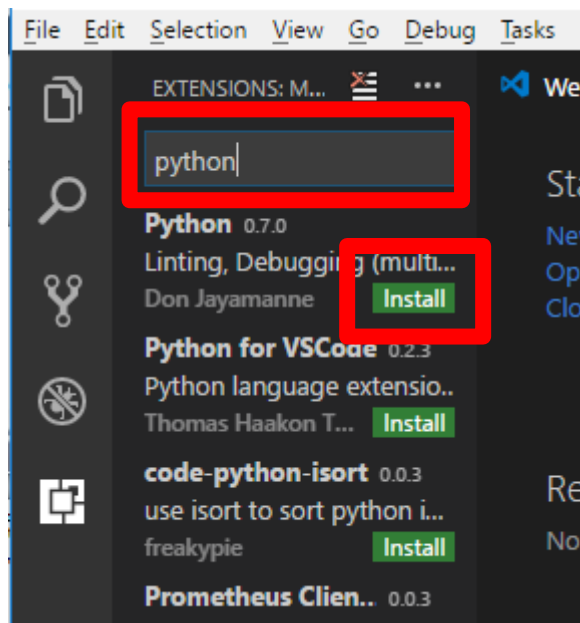 File Edit Selection View Go Debug Tasks
EXTENSIONS: M... ··· We
python
Sta
Python 0.7.0
New
Linting, Debugging (multi...
Op
Don Jayamanne Install
Clo
Python for VSCode 0.2.3
Python language extensio..
Thomas Haakon T... Install
code-python-isort 0.0.3
Re
use isort to sort python i...
freakypie Install
No
Prometheus Clien.. 0.0.3